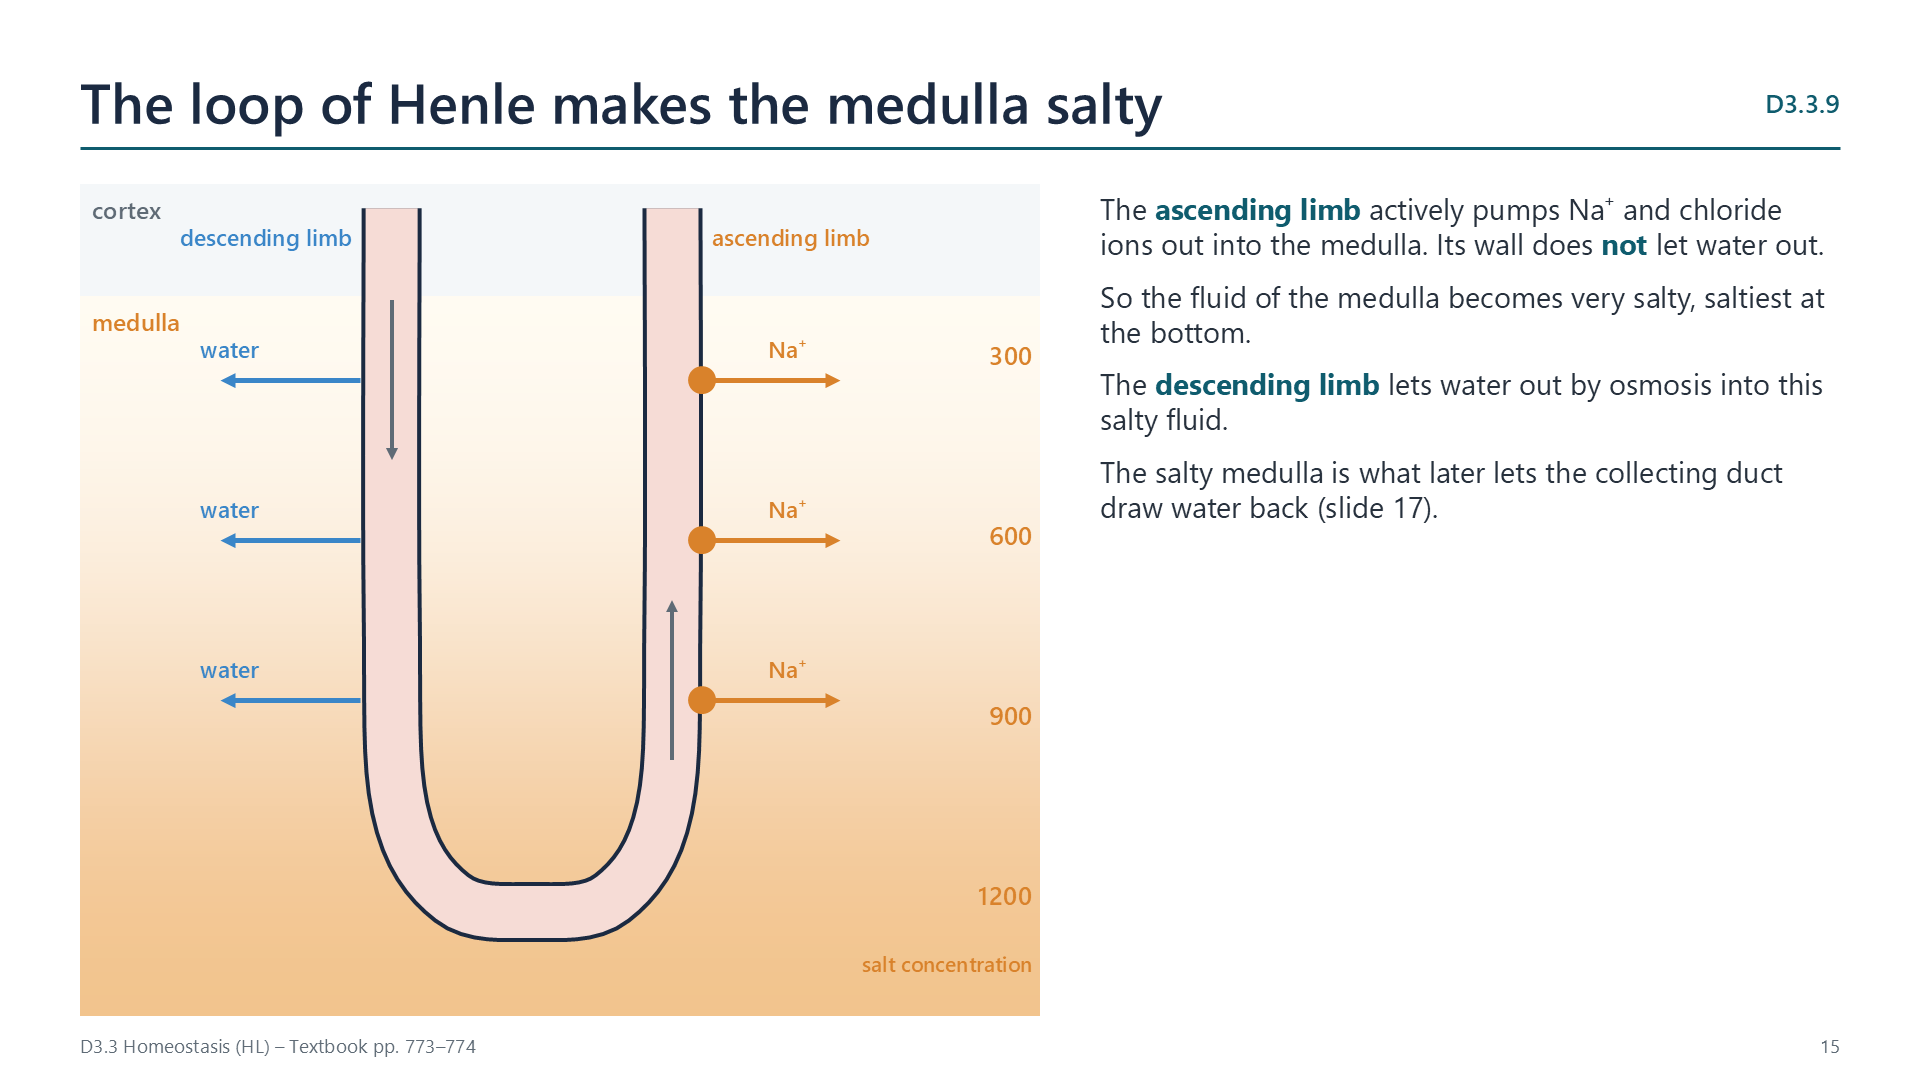 The loop of Henle makes the medulla salty
D3.3.9
cortex
descending limb
ascending limb
medulla
water
Na⁺
300
water
Na⁺
600
water
Na⁺
900
1200
salt concentration
The ascending limb actively pumps Na⁺ and chloride
ions out into the medulla. Its wall does not let water out.
So the fluid of the medulla becomes very salty, saltiest at
the bottom.
The descending limb lets water out by osmosis into this
salty fluid.
The salty medulla is what later lets the collecting duct
draw water back (slide 17).
D3.3 Homeostasis (HL) – Textbook pp. 773–774
15